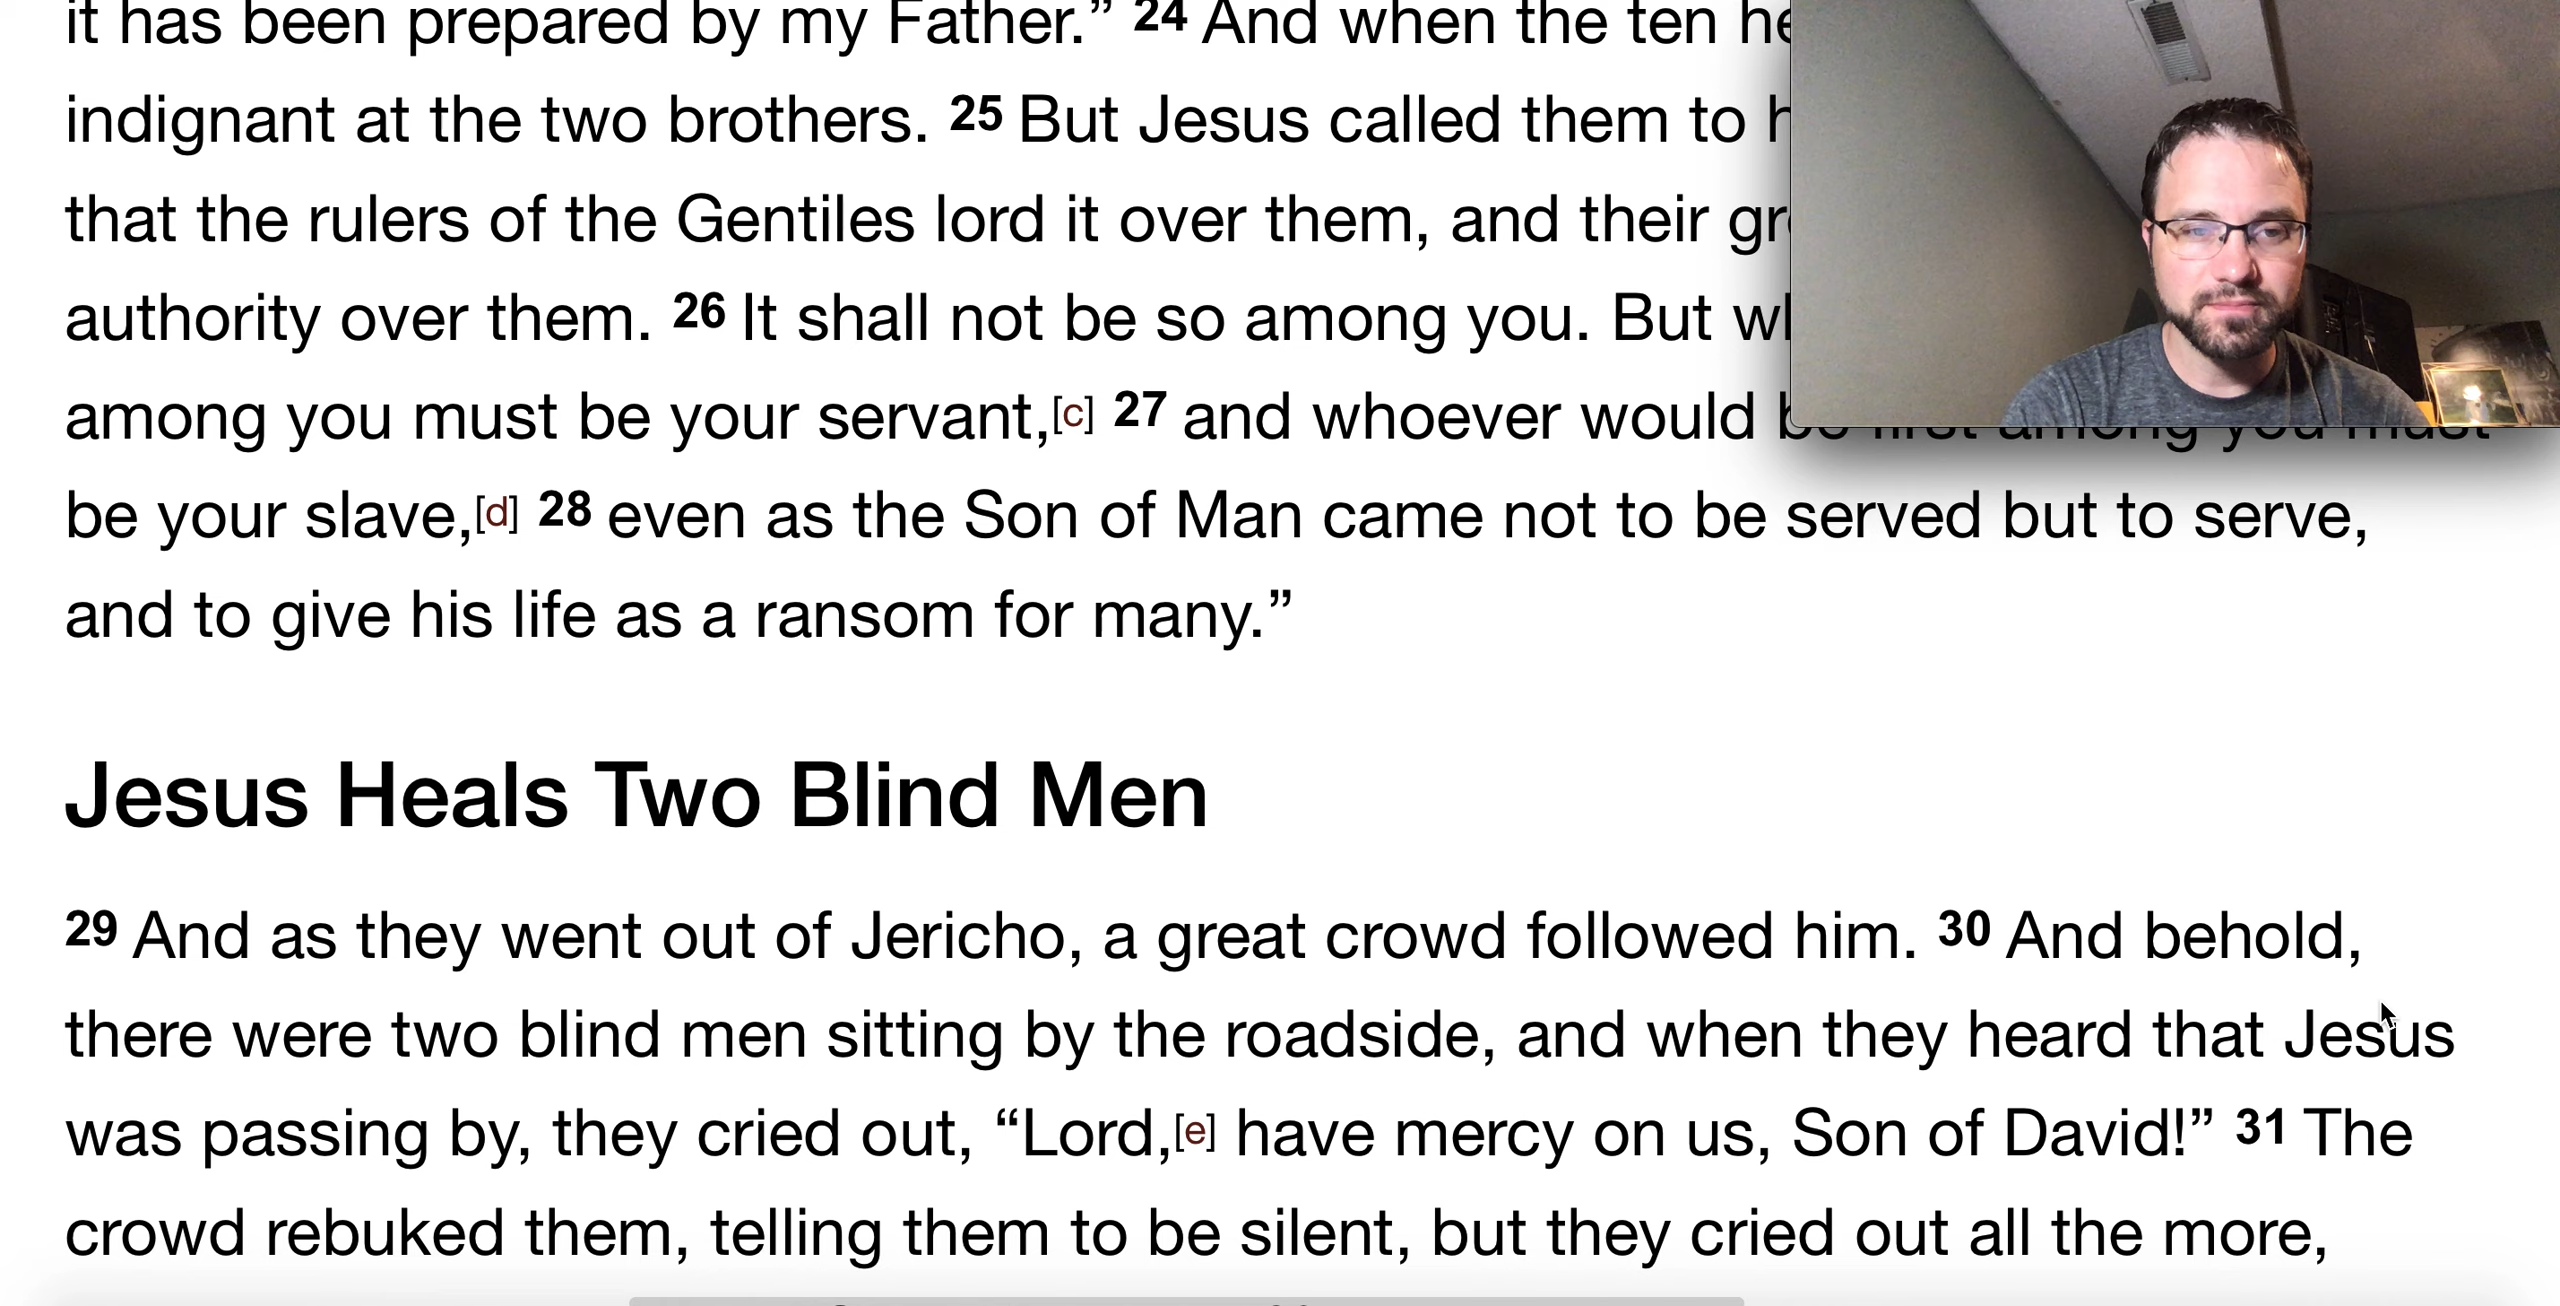 it has been prepared by my Father.” 24 And when the ten
indignant at the two brothers. 25 But Jesus called them to
that the rulers of the Gentiles lord it over them, and their
authority over them. 26 It shall not be so among you. But
among you must be your servant,[c] 27 and whoever would be first among you must
be your slave,[d] 28 even as the Son of Man came not to be served but to serve,
and to give his life as a ransom for many.”
Jesus Heals Two Blind Men
29 And as they went out of Jericho, a great crowd followed him. 30 And behold,
there were two blind men sitting by the roadside, and when they heard that Jesus
was passing by, they cried out, “Lord,[e] have mercy on us, Son of David!” 31 The
crowd rebuked them, telling them to be silent, but they cried out all the more,